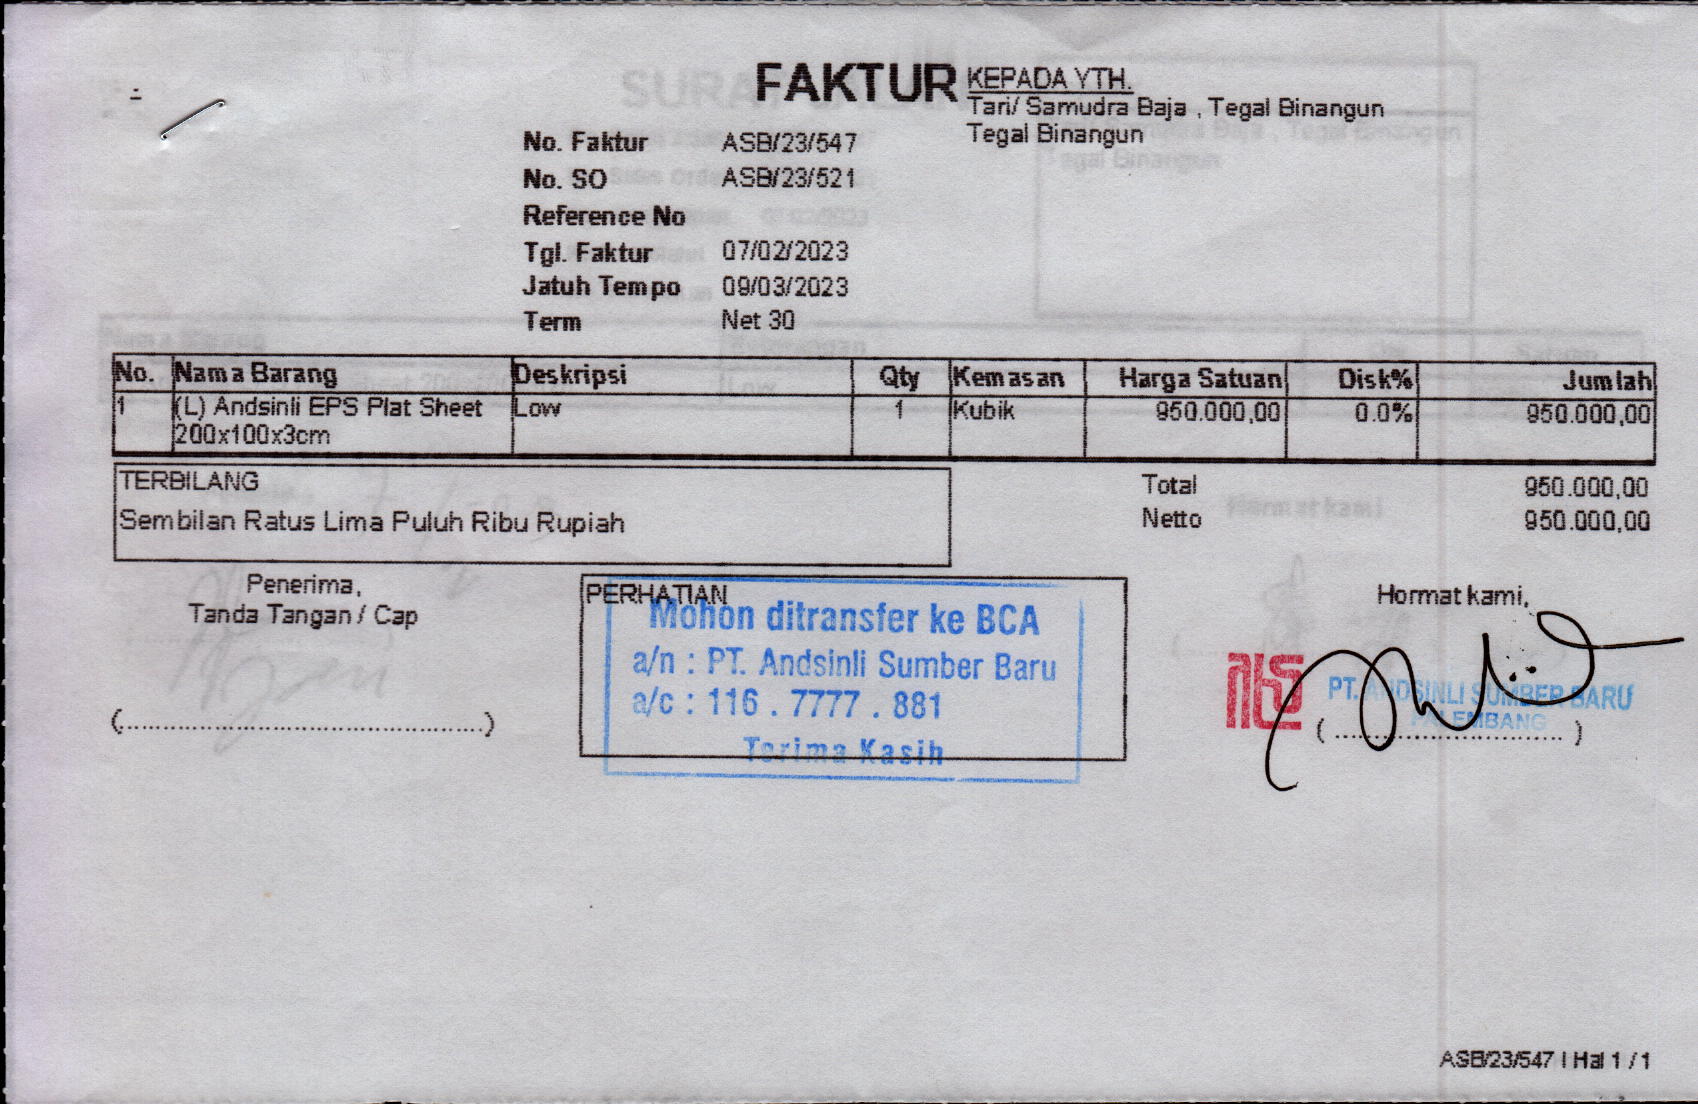 FAKTUR
KEPADA YTH.
Tari/ Samudra Baja , Tegal Binangun
Tegal Binangun
No. Faktur ASB/23/547
No. SO ASB/23/521
Reference No
Tgl. Faktur 07/02/2023
Jatuh Tempo 09/03/2023
Term Net 30
No. Nama Barang Deskripsi Qty Kemasan Harga Satuan Disk% Jumlah
1 (L) Andsinli EPS Plat Sheet Low 1 Kubik 950.000,00 0.0% 950.000,00
200x100x3cm
TERBILANG
Sembilan Ratus Lima Puluh Ribu Rupiah
Total 950.000,00
Netto 950.000,00
Penerima,
Tanda Tangan / Cap
(................................................)
PERHATIAN
Mohon ditransfer ke BCA
a/n : PT. Andsinli Sumber Baru
a/c : 116 . 7777 . 881
Terima Kasih
Hormat kami,
PT. ANDSINLI SUMBER BARU
PALEMBANG
( .............................. )
ASB/23/547 I Hal 1 / 1